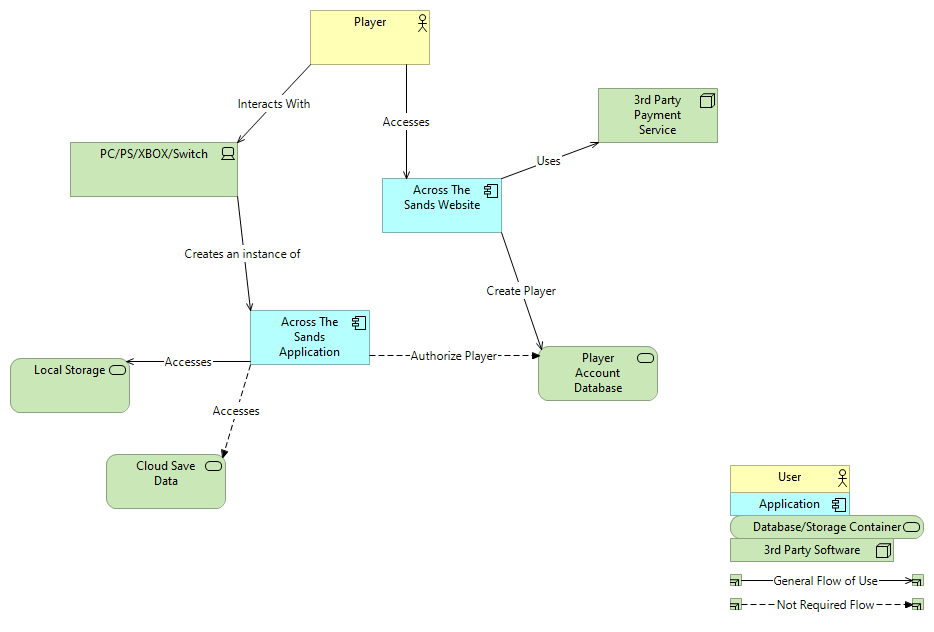 Player
Interacts With
Accesses
3rd Party
Payment
Service
PC/PS/XBOX/Switch
Uses
Across The
Sands Website
Creates an instance of
Create Player
Across The
Sands
Application
Authorize Player
Player
Account
Database
Local Storage
Accesses
Accesses
Cloud Save
Data
User
Application
Database/Storage Container
3rd Party Software
General Flow of Use
Not Required Flow